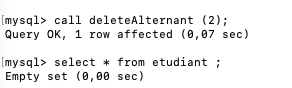 [mysql> call deleteAlternant (2);
Query OK, 1 row affected (0,07 sec)
[mysql> select * from etudiant ;
Empty set (0,00 sec)